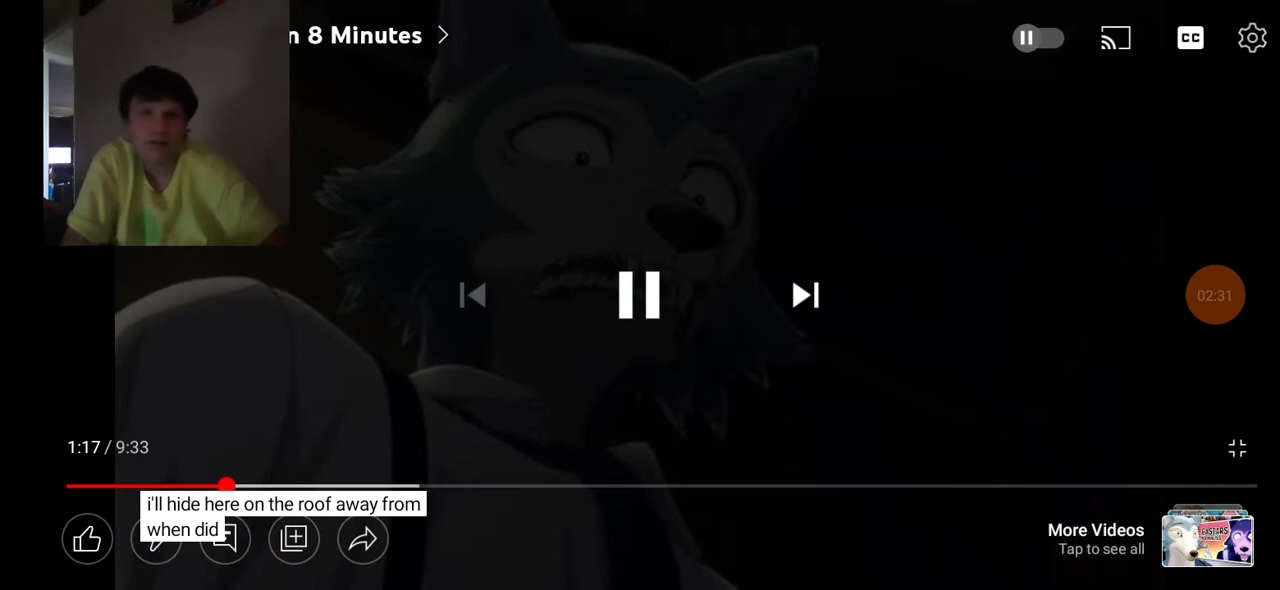 n 8 Minutes
CC
02:31
1:17 / 9:33
i'll hide here on the roof away from
when did
More Videos
Tap to see all